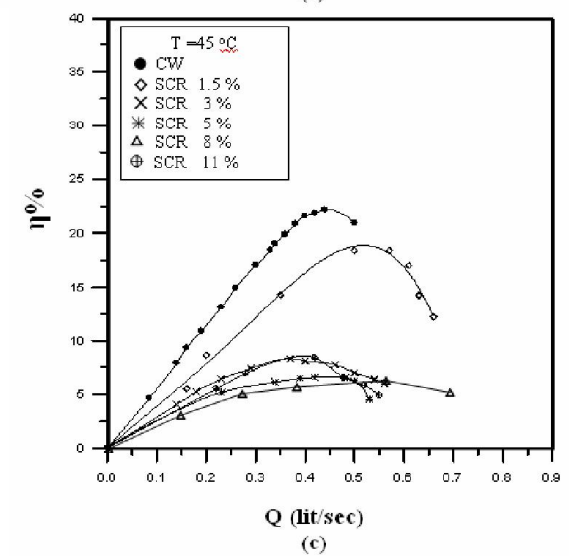 40
35
30
25
20
15
10
5
0
η%
T =45 °C
CW
SCR 1.5 %
SCR 3 %
SCR 5 %
SCR 8 %
SCR 11 %
0.0 0.1 0.2 0.3 0.4 0.5 0.6 0.7 0.8 0.9
Q (lit/sec)
(c)